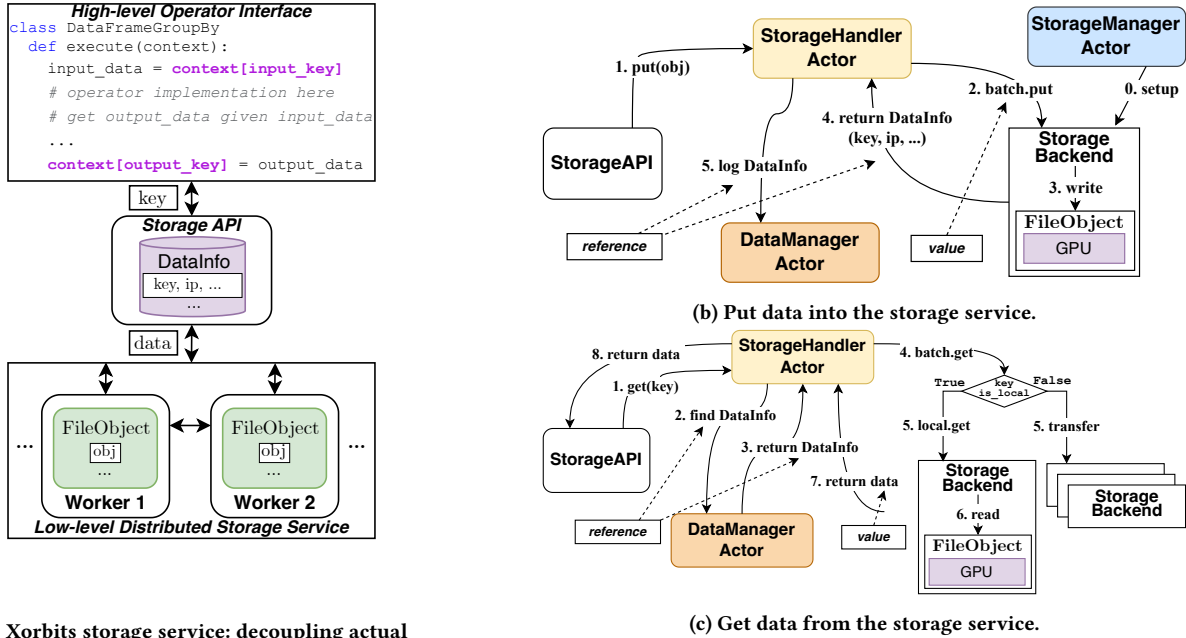 High-level Operator Interface
class DataFrameGroupBy
def execute(context):
input_data = context[input_key]
# operator implementation here
# get output_data given input_data
...
context[output_key] = output_data
key
Storage API
DataInfo
key, ip, ...
...
data
...
FileObject
obj
...
Worker 1
FileObject
obj
...
Worker 2
...
Low-level Distributed Storage Service
Xorbits storage service: decoupling actual
StorageHandler
Actor
StorageManager
Actor
1. put(obj)
2. batch.put
0. setup
4. return DataInfo
(key, ip, ...)
StorageAPI
5. log DataInfo
Storage
Backend
3. write
FileObject
GPU
reference
DataManager
Actor
value
(b) Put data into the storage service.
StorageHandler
Actor
8. return data
4. batch.get
1. get(key)
True
key
is_local
False
2. find DataInfo
5. local.get
5. transfer
StorageAPI
3. return DataInfo
7. return data
Storage
Backend
6. read
FileObject
GPU
Storage
Backend
reference
DataManager
Actor
value
(c) Get data from the storage service.